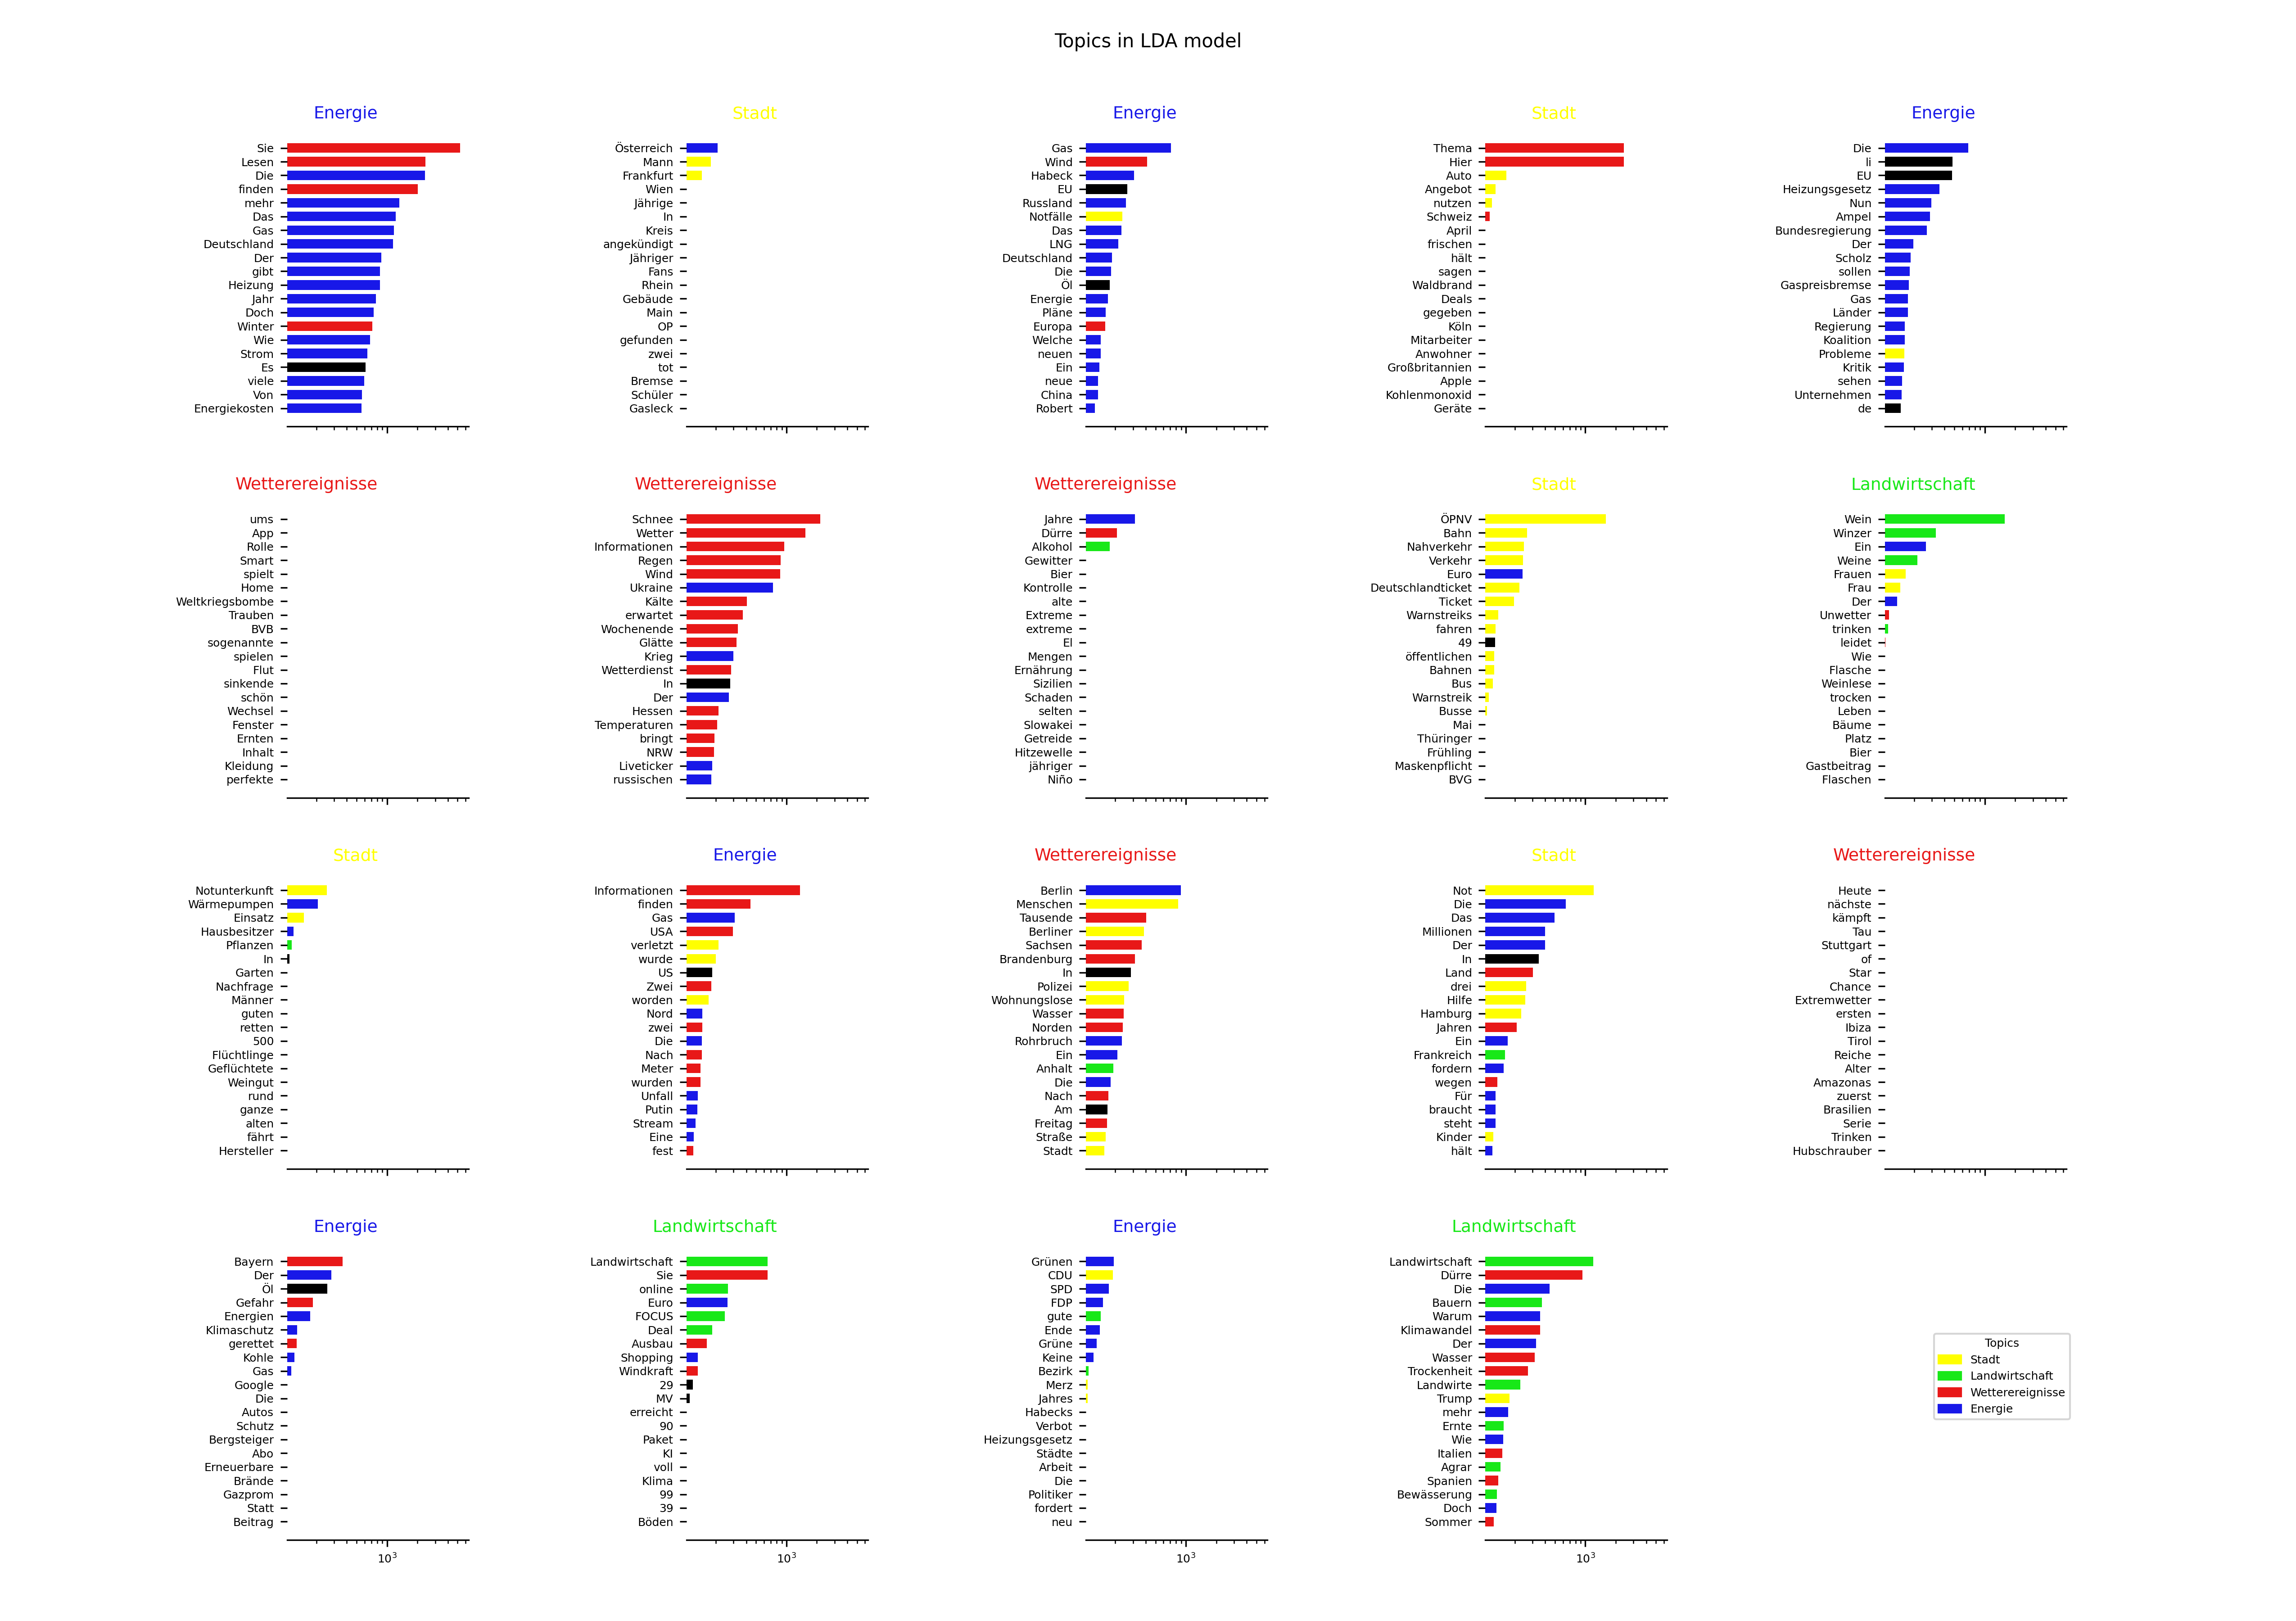 Topics in LDA model
Energie
Sie
Lesen
Die
finden
mehr
Das
Gas
Deutschland
Der
gibt
Heizung
Jahr
Doch
Winter
Wie
Strom
Es
viele
Von
Energiekosten
Stadt
Österreich
Mann
Frankfurt
Wien
Jährige
In
Kreis
angekündigt
Jähriger
Fans
Rhein
Gebäude
Main
OP
gefunden
zwei
tot
Bremse
Schüler
Gasleck
Energie
Gas
Wind
Habeck
EU
Russland
Notfälle
Das
LNG
Deutschland
Die
Öl
Energie
Pläne
Europa
Welche
neuen
Ein
neue
China
Robert
Stadt
Thema
Hier
Auto
Angebot
nutzen
Schweiz
April
frischen
hält
sagen
Waldbrand
Deals
gegeben
Köln
Mitarbeiter
Anwohner
Großbritannien
Apple
Kohlenmonoxid
Geräte
Energie
Die
li
EU
Heizungsgesetz
Nun
Ampel
Bundesregierung
Der
Scholz
sollen
Gaspreisbremse
Gas
Länder
Regierung
Koalition
Probleme
Kritik
sehen
Unternehmen
de
Wetterereignisse
ums
App
Rolle
Smart
spielt
Home
Weltkriegsbombe
Trauben
BVB
sogenannte
spielen
Flut
sinkende
schön
Wechsel
Fenster
Ernten
Inhalt
Kleidung
perfekte
Wetterereignisse
Schnee
Wetter
Informationen
Regen
Wind
Ukraine
Kälte
erwartet
Wochenende
Glätte
Krieg
Wetterdienst
In
Der
Hessen
Temperaturen
bringt
NRW
Liveticker
russischen
Wetterereignisse
Jahre
Dürre
Alkohol
Gewitter
Bier
Kontrolle
alte
Extreme
extreme
El
Mengen
Ernährung
Sizilien
Schaden
selten
Slowakei
Getreide
Hitzewelle
jähriger
Niño
Stadt
ÖPNV
Bahn
Nahverkehr
Verkehr
Euro
Deutschlandticket
Ticket
Warnstreiks
fahren
49
öffentlichen
Bahnen
Bus
Warnstreik
Busse
Mai
Thüringer
Frühling
Maskenpflicht
BVG
Landwirtschaft
Wein
Winzer
Ein
Weine
Frauen
Frau
Der
Unwetter
trinken
leidet
Wie
Flasche
Weinlese
trocken
Leben
Bäume
Platz
Bier
Gastbeitrag
Flaschen
Stadt
Notunterkunft
Wärmepumpen
Einsatz
Hausbesitzer
Pflanzen
In
Garten
Nachfrage
Männer
guten
retten
500
Flüchtlinge
Geflüchtete
Weingut
rund
ganze
alten
fährt
Hersteller
Energie
Informationen
finden
Gas
USA
verletzt
wurde
US
Zwei
worden
Nord
zwei
Die
Nach
Meter
wurden
Unfall
Putin
Stream
Eine
fest
Wetterereignisse
Berlin
Menschen
Tausende
Berliner
Sachsen
Brandenburg
In
Polizei
Wohnungslose
Wasser
Norden
Rohrbruch
Ein
Anhalt
Die
Nach
Am
Freitag
Straße
Stadt
Stadt
Not
Die
Das
Millionen
Der
In
Land
drei
Hilfe
Hamburg
Jahren
Ein
Frankreich
fordern
wegen
Für
braucht
steht
Kinder
hält
Wetterereignisse
Heute
nächste
kämpft
Tau
Stuttgart
of
Star
Chance
Extremwetter
ersten
Ibiza
Tirol
Reiche
Alter
Amazonas
zuerst
Brasilien
Serie
Trinken
Hubschrauber
Energie
Bayern
Der
Öl
Gefahr
Energien
Klimaschutz
gerettet
Kohle
Gas
Google
Die
Autos
Schutz
Bergsteiger
Abo
Erneuerbare
Brände
Gazprom
Statt
Beitrag
10³
Landwirtschaft
Landwirtschaft
Sie
online
Euro
FOCUS
Deal
Ausbau
Shopping
Windkraft
29
MV
erreicht
90
Paket
KI
voll
Klima
99
39
Böden
10³
Energie
Grünen
CDU
SPD
FDP
gute
Ende
Grüne
Keine
Bezirk
Merz
Jahres
Habecks
Verbot
Heizungsgesetz
Städte
Arbeit
Die
Politiker
fordert
neu
10³
Landwirtschaft
Landwirtschaft
Dürre
Die
Bauern
Warum
Klimawandel
Der
Wasser
Trockenheit
Landwirte
Trump
mehr
Ernte
Wie
Italien
Agrar
Spanien
Bewässerung
Doch
Sommer
10³
Topics
Stadt
Landwirtschaft
Wetterereignisse
Energie